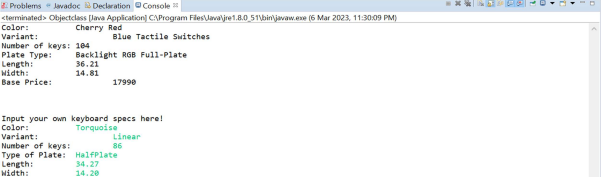 Problems @ Javadoc Declaration Console
<terminated> Objectclass [Java Application] C:\Program Files\Java\jre1.8.0_51\bin\javaw.exe (6 Mar 2023, 11:30:09 PM)
Color: Cherry Red
Variant: Blue Tactile Switches
Number of keys: 104
Plate Type: Backlight RGB Full-Plate
Length: 36.21
Width: 14.81
Base Price: 17990
Input your own keyboard specs here!
Color: Torquoise
Variant: Linear
Number of keys: 86
Type of Plate: HalfPlate
Length: 34.27
Width: 14.20